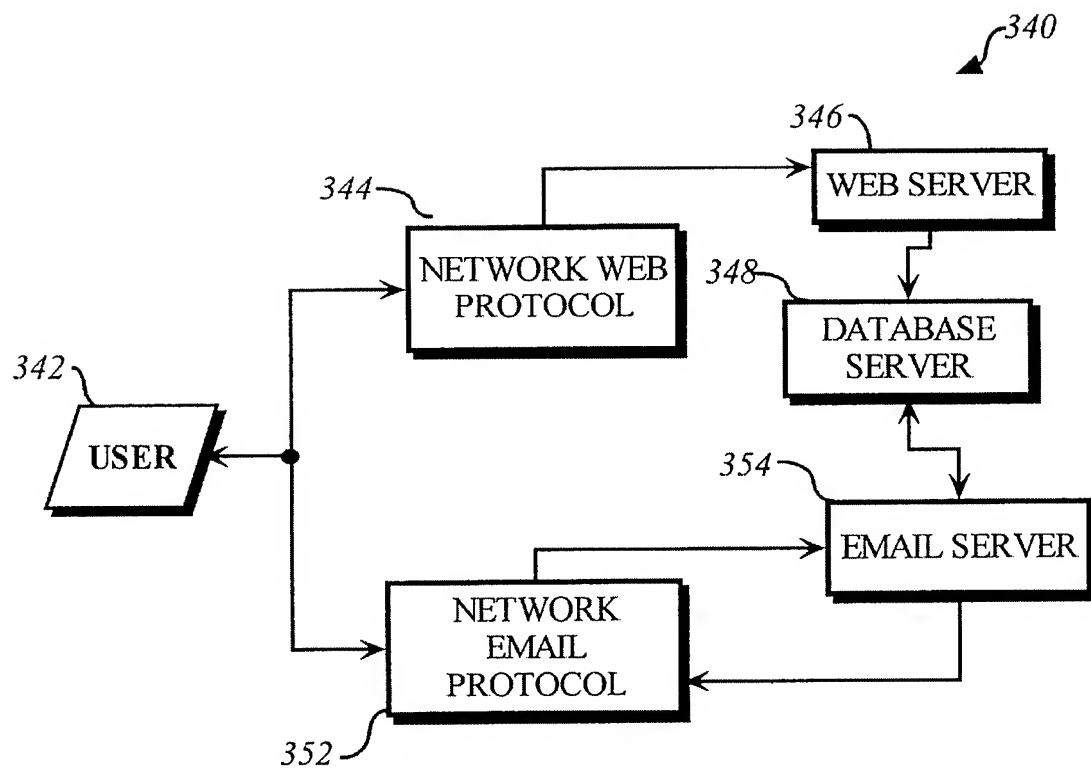 340
346
WEB SERVER
344
NETWORK WEB
PROTOCOL
348
DATABASE
SERVER
342
USER
354
EMAIL SERVER
NETWORK
EMAIL
PROTOCOL
352